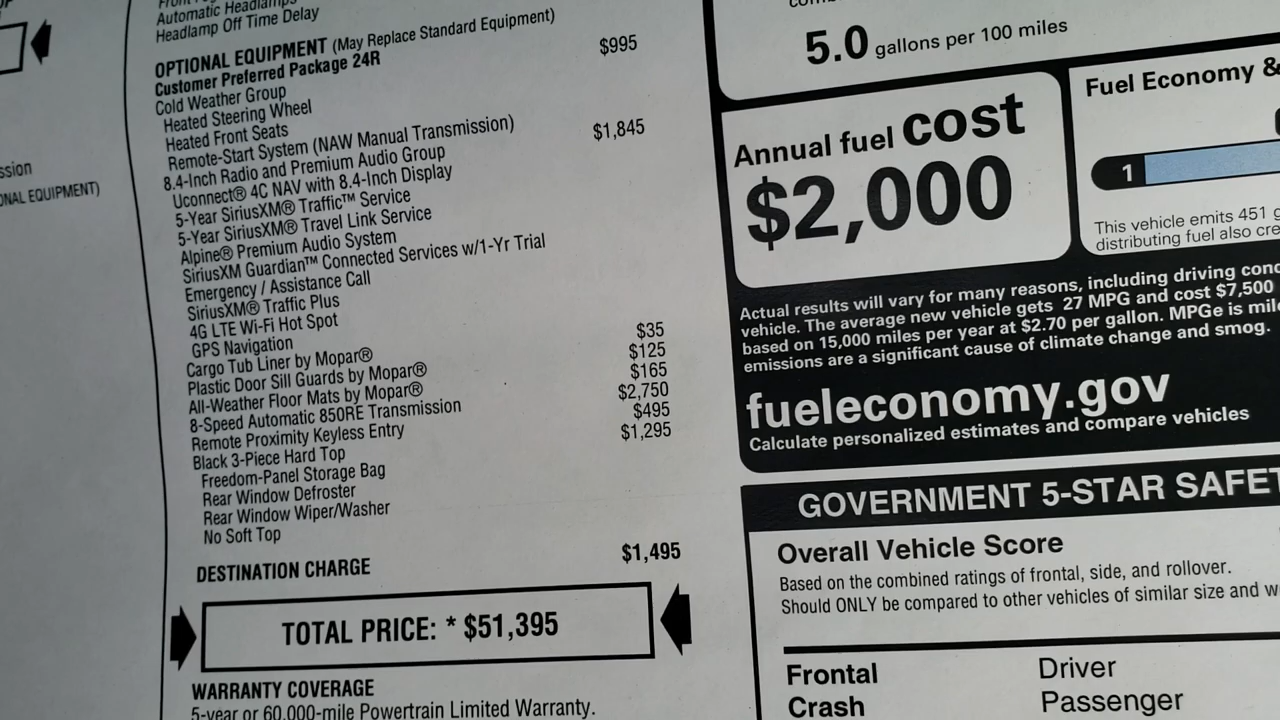 Automatic Headlamps
Headlamp Off Time Delay
OPTIONAL EQUIPMENT (May Replace Standard Equipment)
Customer Preferred Package 24R
Cold Weather Group $995
Heated Steering Wheel
Heated Front Seats
Remote-Start System (NAW Manual Transmission)
8.4-Inch Radio and Premium Audio Group $1,845
Uconnect® 4C NAV with 8.4-Inch Display
5-Year SiriusXM® Traffic™ Service
5-Year SiriusXM® Travel Link Service
Alpine® Premium Audio System
SiriusXM Guardian™ Connected Services w/1-Yr Trial
Emergency / Assistance Call
SiriusXM® Traffic Plus
4G LTE Wi-Fi Hot Spot
GPS Navigation
Cargo Tub Liner by Mopar® $35
Plastic Door Sill Guards by Mopar® $125
All-Weather Floor Mats by Mopar® $165
8-Speed Automatic 850RE Transmission $2,750
Remote Proximity Keyless Entry $495
Black 3-Piece Hard Top $1,295
Freedom-Panel Storage Bag
Rear Window Defroster
Rear Window Wiper/Washer
No Soft Top
DESTINATION CHARGE $1,495
TOTAL PRICE: * $51,395
WARRANTY COVERAGE
5-year or 60,000-mile Powertrain Limited Warranty.
ssion
ONAL EQUIPMENT)
5.0 gallons per 100 miles
Annual fuel cost
$2,000
Fuel Economy &
1
This vehicle emits 451 g
distributing fuel also cre
Actual results will vary for many reasons, including driving cond
vehicle. The average new vehicle gets 27 MPG and cost $7,500
based on 15,000 miles per year at $2.70 per gallon. MPGe is mile
emissions are a significant cause of climate change and smog.
fueleconomy.gov
Calculate personalized estimates and compare vehicles
GOVERNMENT 5-STAR SAFET
Overall Vehicle Score
Based on the combined ratings of frontal, side, and rollover.
Should ONLY be compared to other vehicles of similar size and w
Frontal Driver
Crash Passenger